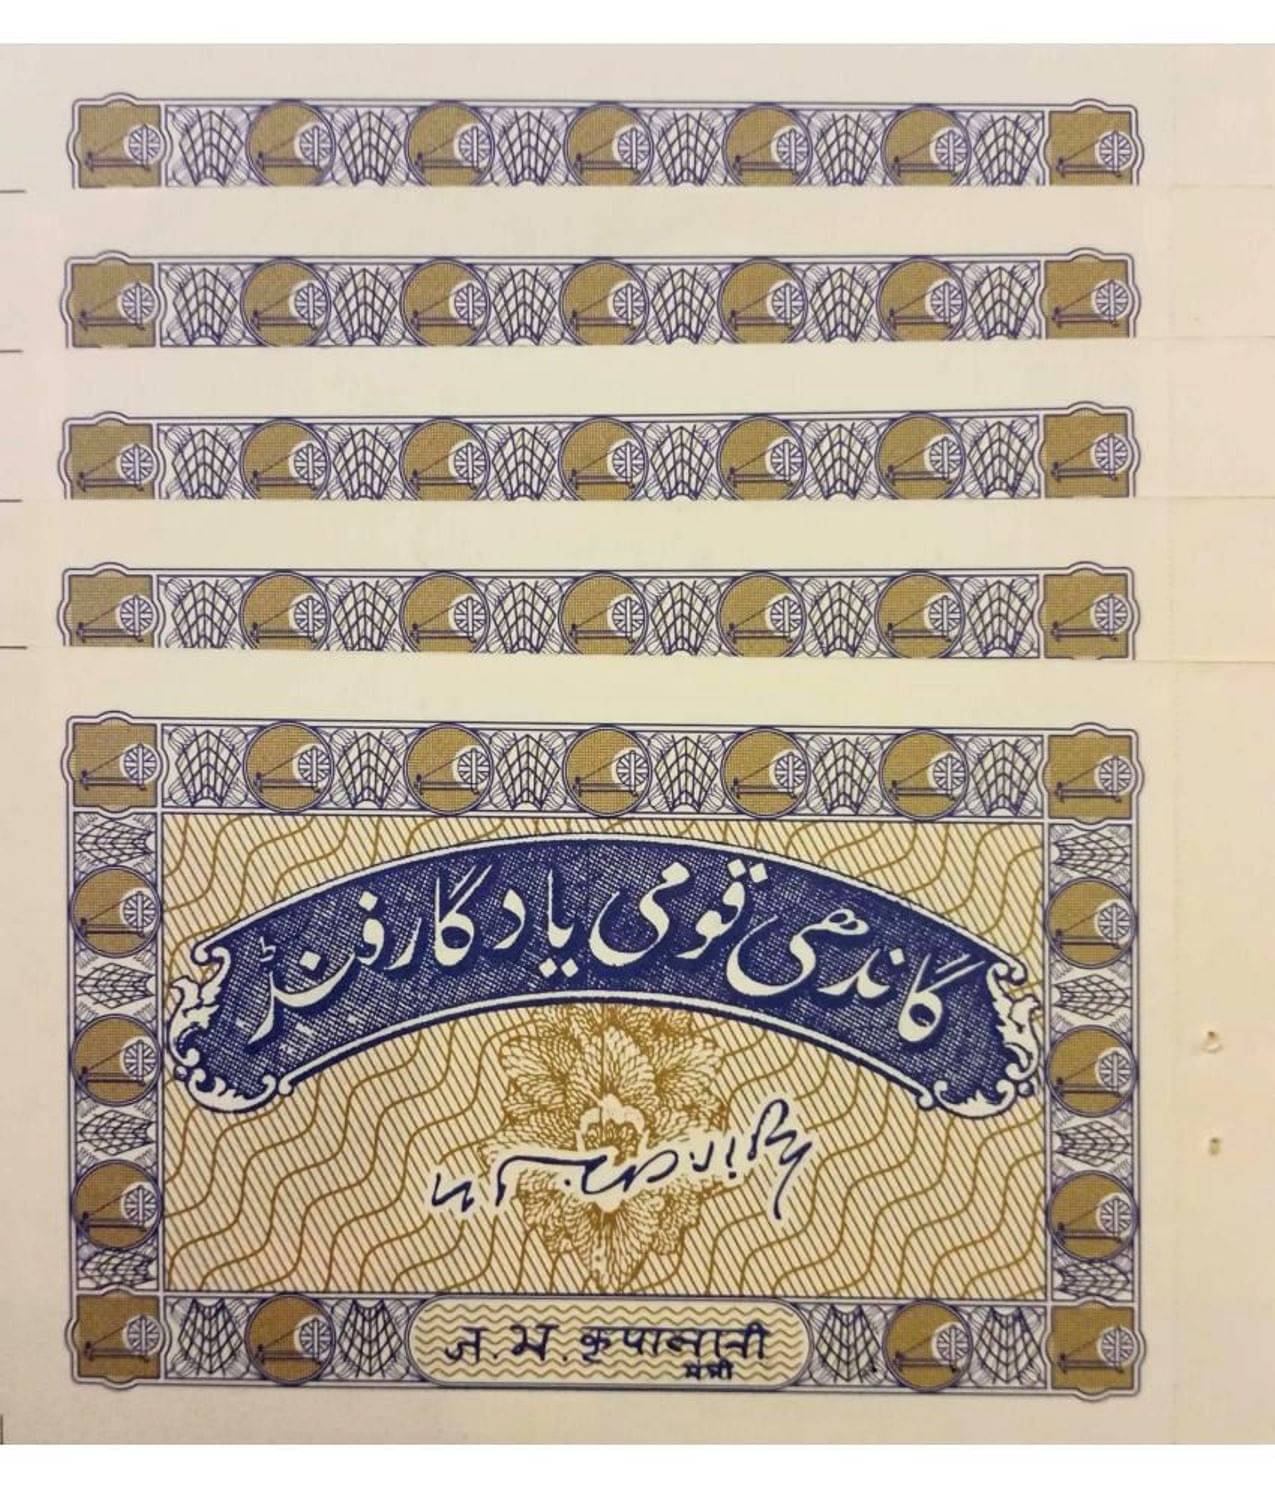 گاندھی قومی یادگار فنڈ
ज. भ. कृपालानी
मंत्री